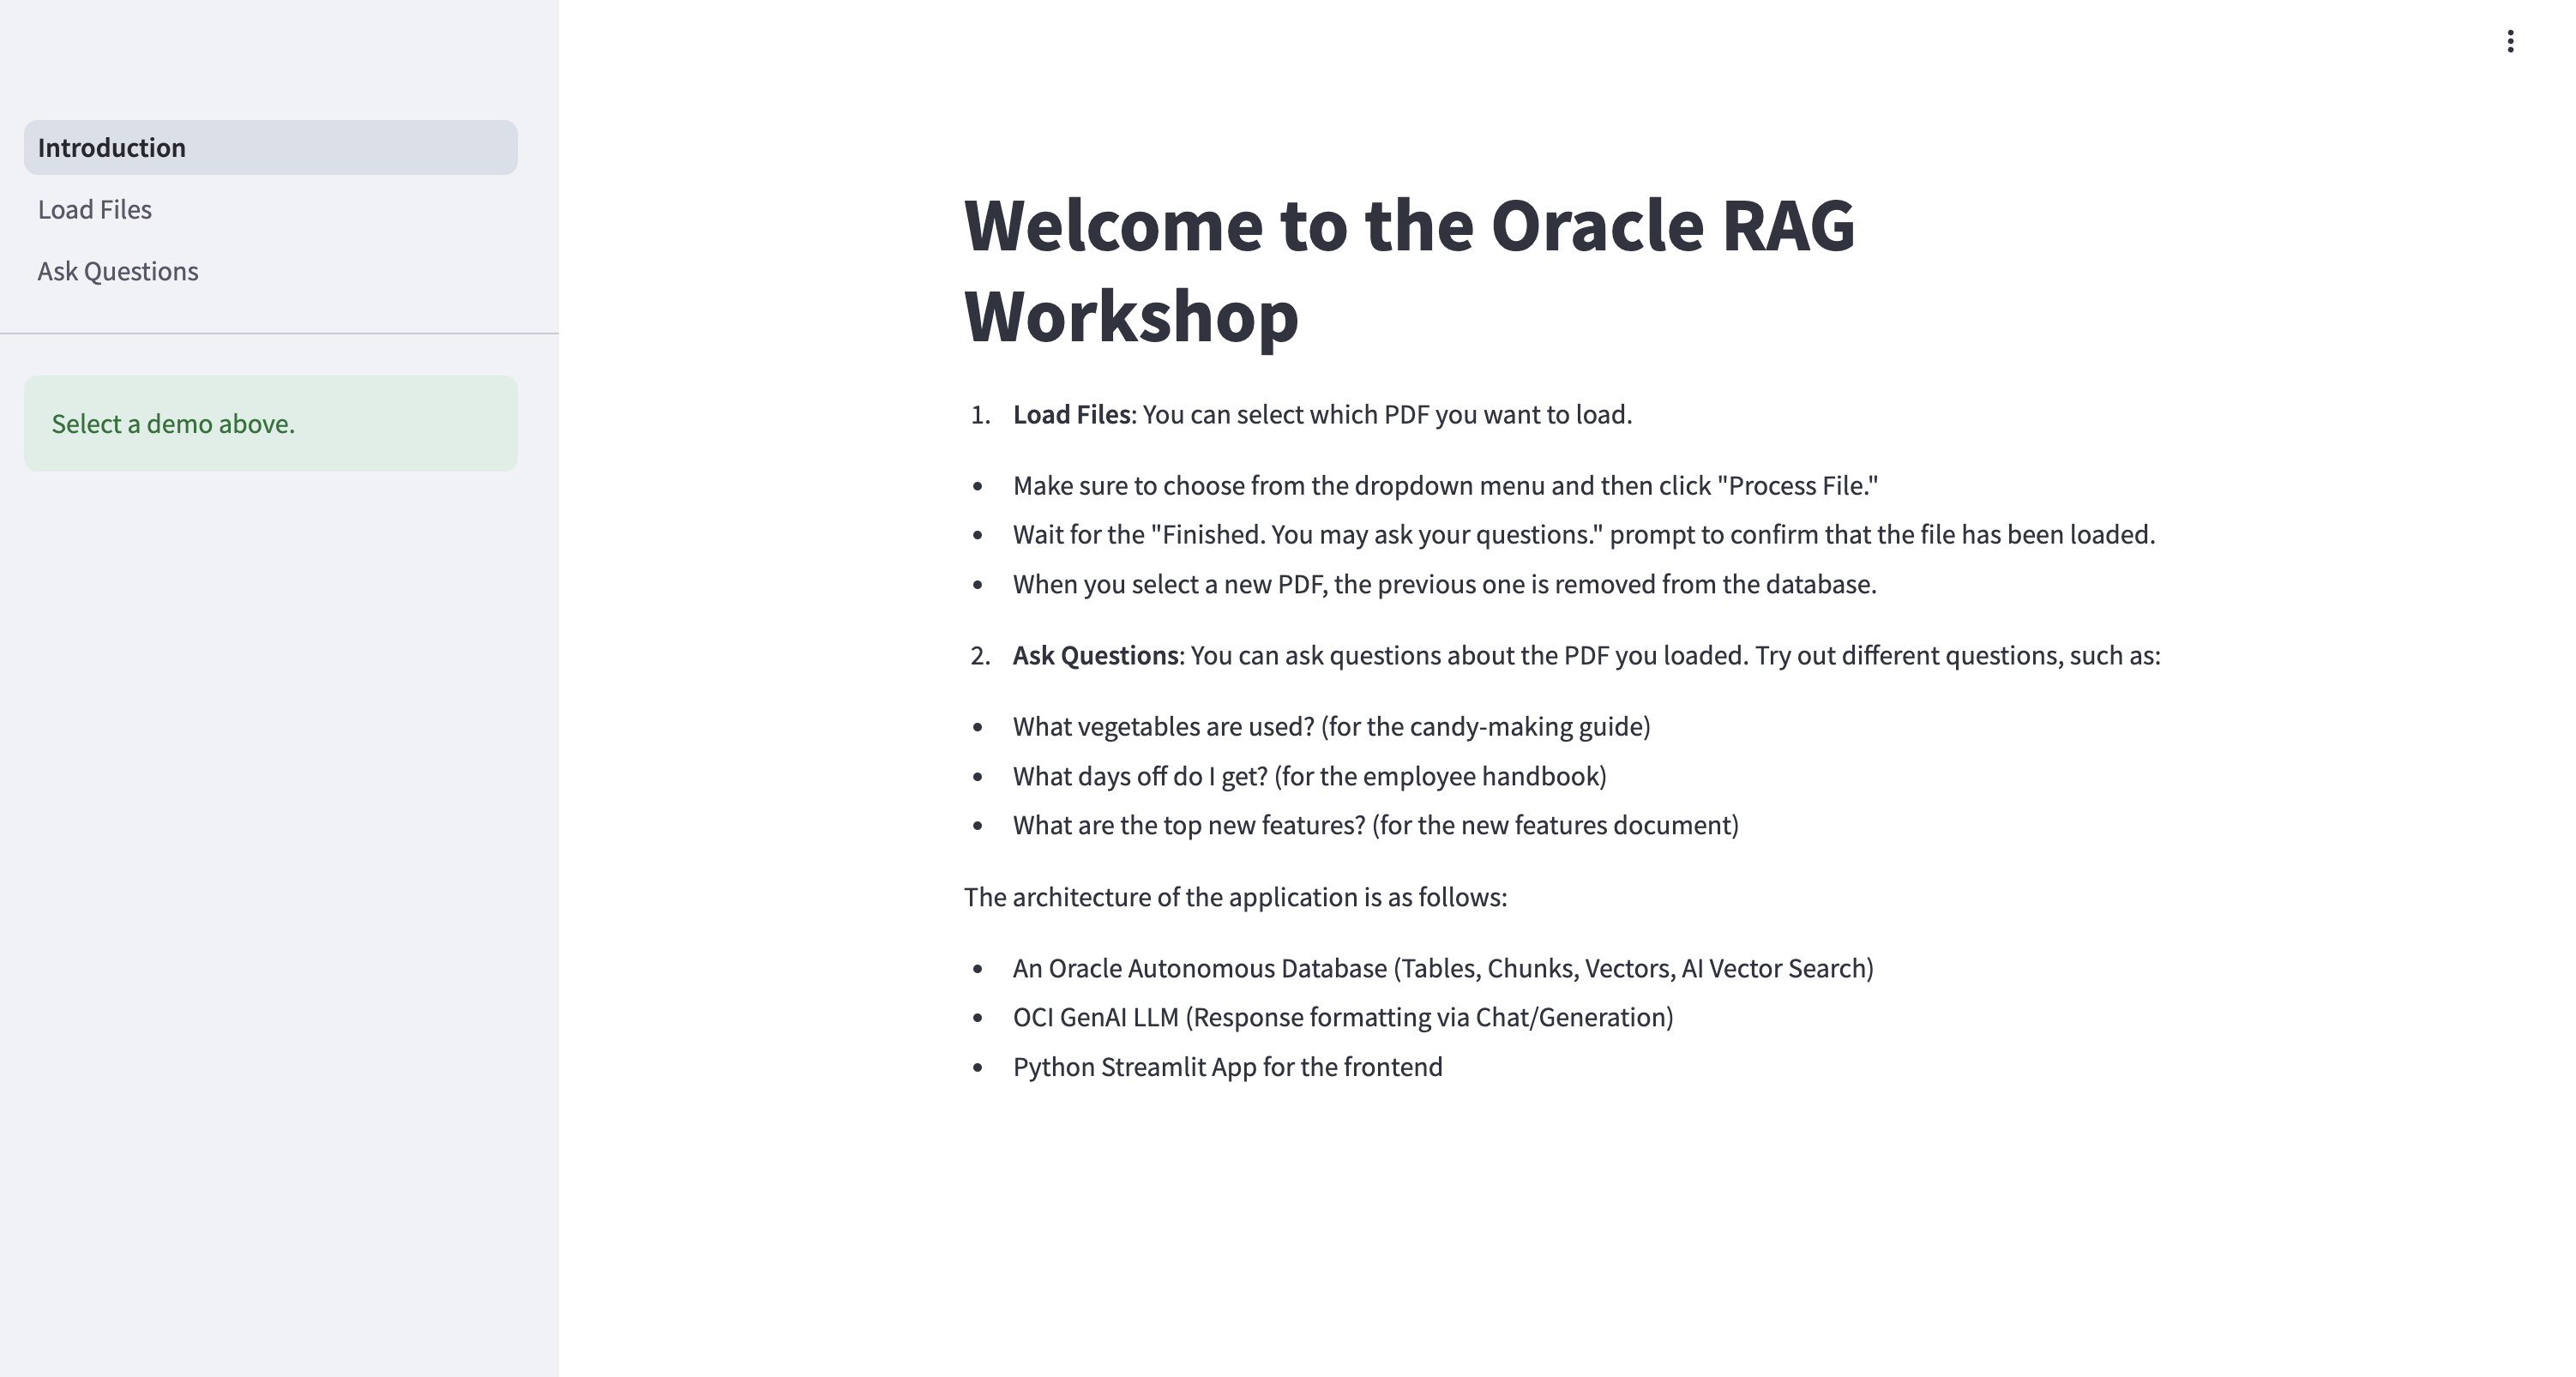 Introduction
Load Files
Ask Questions
Select a demo above.
Welcome to the Oracle RAG
Workshop
1. Load Files: You can select which PDF you want to load.
• Make sure to choose from the dropdown menu and then click "Process File."
• Wait for the "Finished. You may ask your questions." prompt to confirm that the file has been loaded.
• When you select a new PDF, the previous one is removed from the database.
2. Ask Questions: You can ask questions about the PDF you loaded. Try out different questions, such as:
• What vegetables are used? (for the candy-making guide)
• What days off do I get? (for the employee handbook)
• What are the top new features? (for the new features document)
The architecture of the application is as follows:
• An Oracle Autonomous Database (Tables, Chunks, Vectors, AI Vector Search)
• OCI GenAI LLM (Response formatting via Chat/Generation)
• Python Streamlit App for the frontend